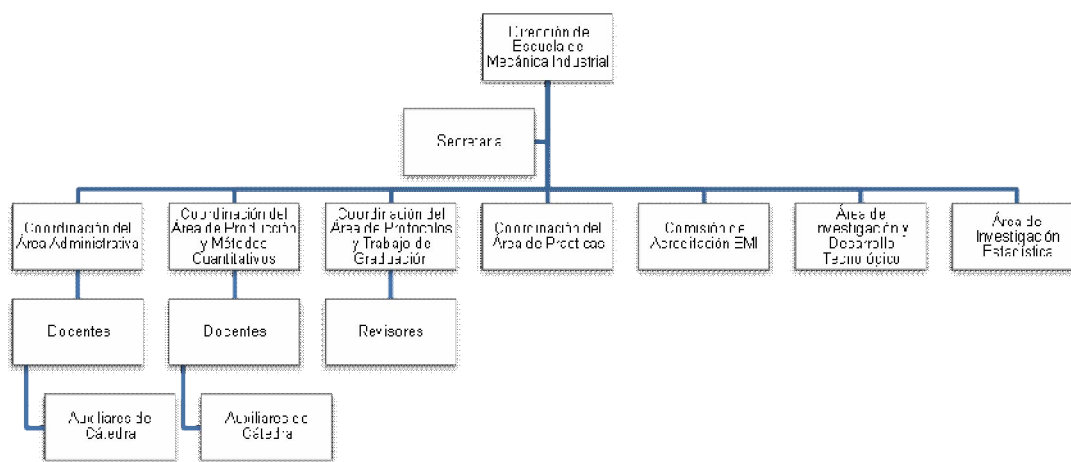 Dirección de
Escuela de
Mecánica Industrial
Secretaria
Coordinación del
Área Administrativa
Coordinación del
Área de Producción
y Métodos
Cuantitativos
Coordinación del
Área de Protocolos
y Trabajo de
Graduación
Coordinación del
Área de Practicas
Comisión de
Acreditación EMI
Área de
Investigación y
Desarrollo
Tecnológico
Área de
Investigación
Estadística
Docentes
Docentes
Revisores
Auxiliares de
Cátedra
Auxiliares de
Cátedra